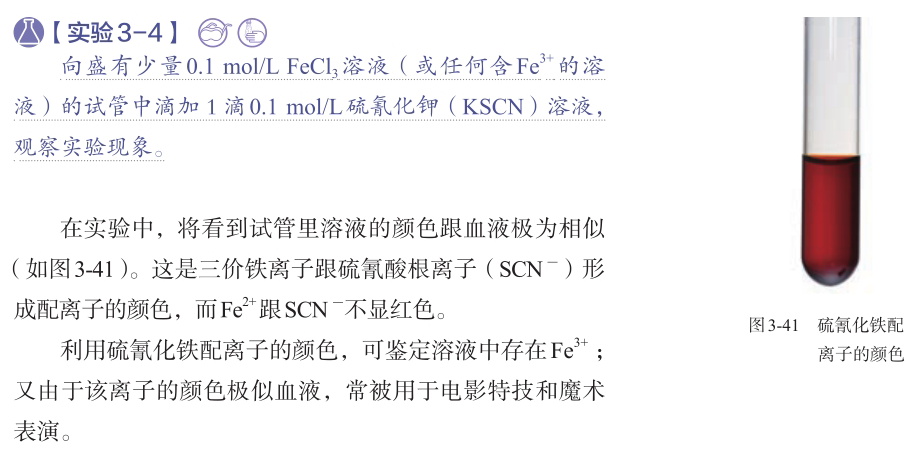 【实验3-4】
向盛有少量0.1 mol/L FeCl₃溶液（或任何含Fe³⁺的溶
液）的试管中滴加1滴0.1 mol/L硫氰化钾（KSCN）溶液，
观察实验现象。
在实验中，将看到试管里溶液的颜色跟血液极为相似
（如图3-41）。这是三价铁离子跟硫氰酸根离子（SCN⁻）形
成配离子的颜色，而Fe²⁺跟SCN⁻不显红色。
利用硫氰化铁配离子的颜色，可鉴定溶液中存在Fe³⁺；
又由于该离子的颜色极似血液，常被用于电影特技和魔术
表演。
图3-41 硫氰化铁配
离子的颜色